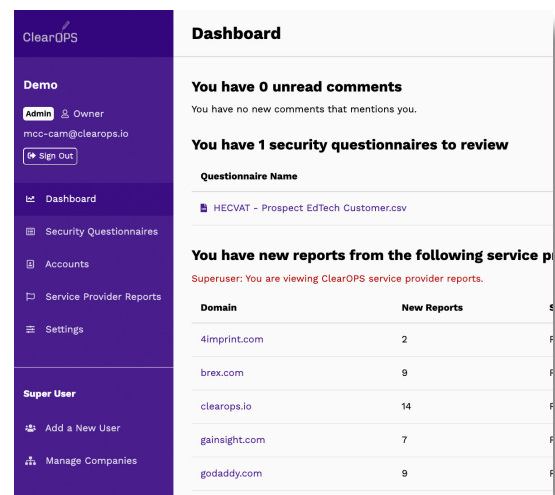 ClearOPS
Dashboard
Demo
Admin Owner
mcc-cam@clearops.io
Sign Out
Dashboard
Security Questionnaires
Accounts
Service Provider Reports
Settings
Super User
Add a New User
Manage Companies
You have 0 unread comments
You have no new comments that mentions you.
You have 1 security questionnaires to review
Questionnaire Name
HECVAT - Prospect EdTech Customer.csv
You have new reports from the following service
Superuser: You are viewing ClearOPS service provider reports.
Domain New Reports
4imprint.com 2
brex.com 9
clearops.io 14
gainsight.com 7
godaddy.com 9